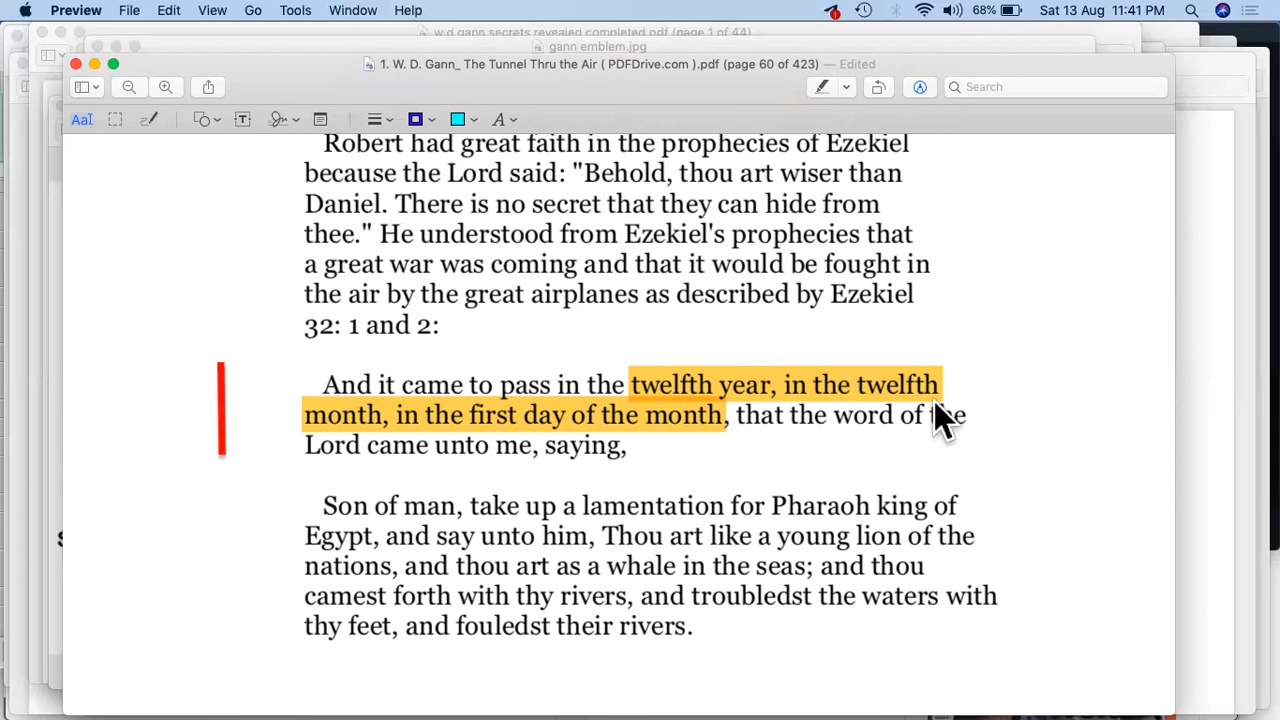 Preview File Edit View Go Tools Window Help 68% Sat 13 Aug 11:41 PM
w.d gann secrets revealed completed.pdf (page 1 of 44)
gann emblem.jpg
1. W. D. Gann_ The Tunnel Thru the Air ( PDFDrive.com ).pdf (page 60 of 423) — Edited
Search
Robert had great faith in the prophecies of Ezekiel
because the Lord said: "Behold, thou art wiser than
Daniel. There is no secret that they can hide from
thee." He understood from Ezekiel's prophecies that
a great war was coming and that it would be fought in
the air by the great airplanes as described by Ezekiel
32: 1 and 2:
And it came to pass in the twelfth year, in the twelfth
month, in the first day of the month, that the word of the
Lord came unto me, saying,
Son of man, take up a lamentation for Pharaoh king of
Egypt, and say unto him, Thou art like a young lion of the
nations, and thou art as a whale in the seas; and thou
camest forth with thy rivers, and troubledst the waters with
thy feet, and fouledst their rivers.